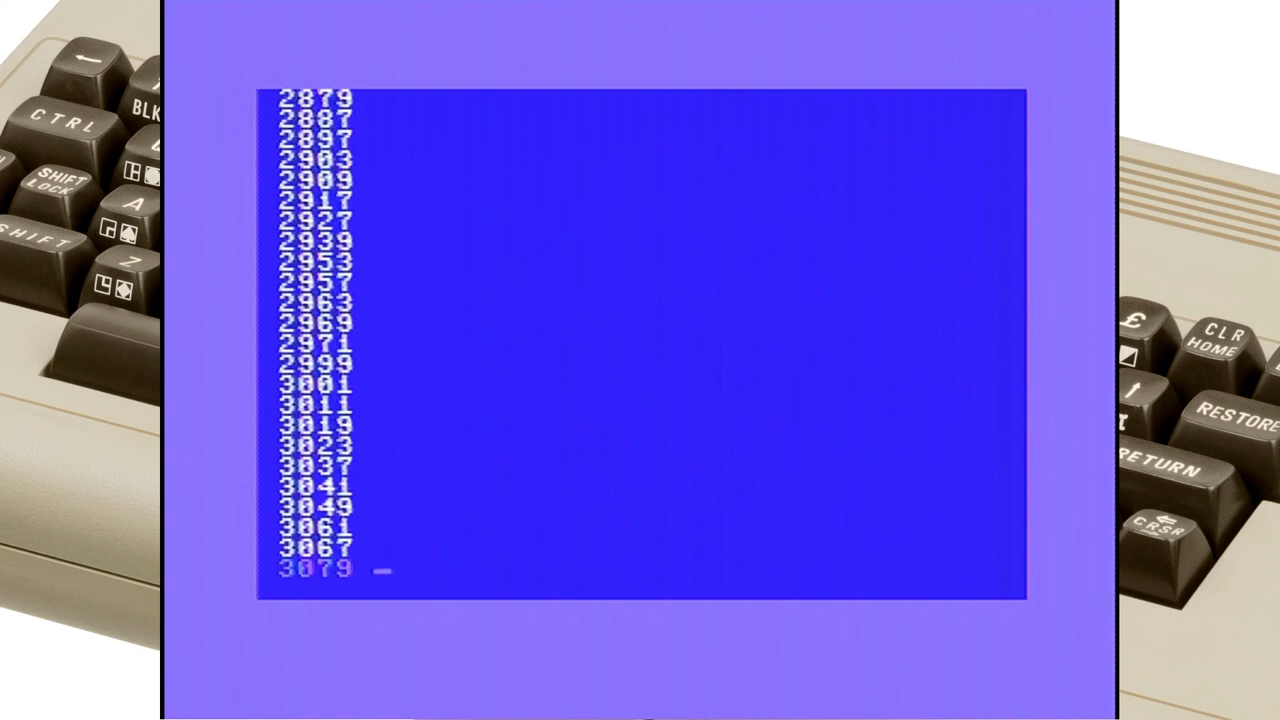 ←
BLK
CTRL
SHIFT
LOCK
A
SHIFT
Z
2879
2887
2897
2903
2909
2917
2927
2939
2953
2957
2963
2969
2971
2999
3001
3011
3019
3023
3037
3041
3049
3061
3067
3079
£
CLR
HOME
↑
π
RESTORE
RETURN
⇐
CRSR
⇒